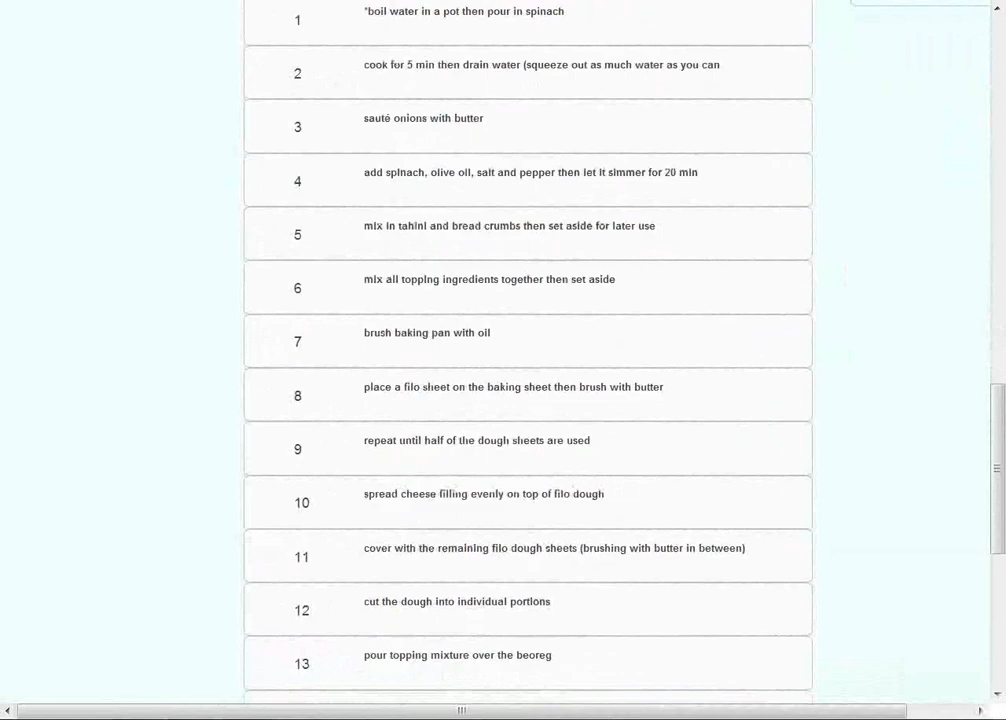 1 *boil water in a pot then pour in spinach
2 cook for 5 min then drain water (squeeze out as much water as you can
3 sauté onions with butter
4 add spinach, olive oil, salt and pepper then let it simmer for 20 min
5 mix in tahini and bread crumbs then set aside for later use
6 mix all topping ingredients together then set aside
7 brush baking pan with oil
8 place a filo sheet on the baking sheet then brush with butter
9 repeat until half of the dough sheets are used
10 spread cheese filling evenly on top of filo dough
11 cover with the remaining filo dough sheets (brushing with butter in between)
12 cut the dough into individual portions
13 pour topping mixture over the beoreg